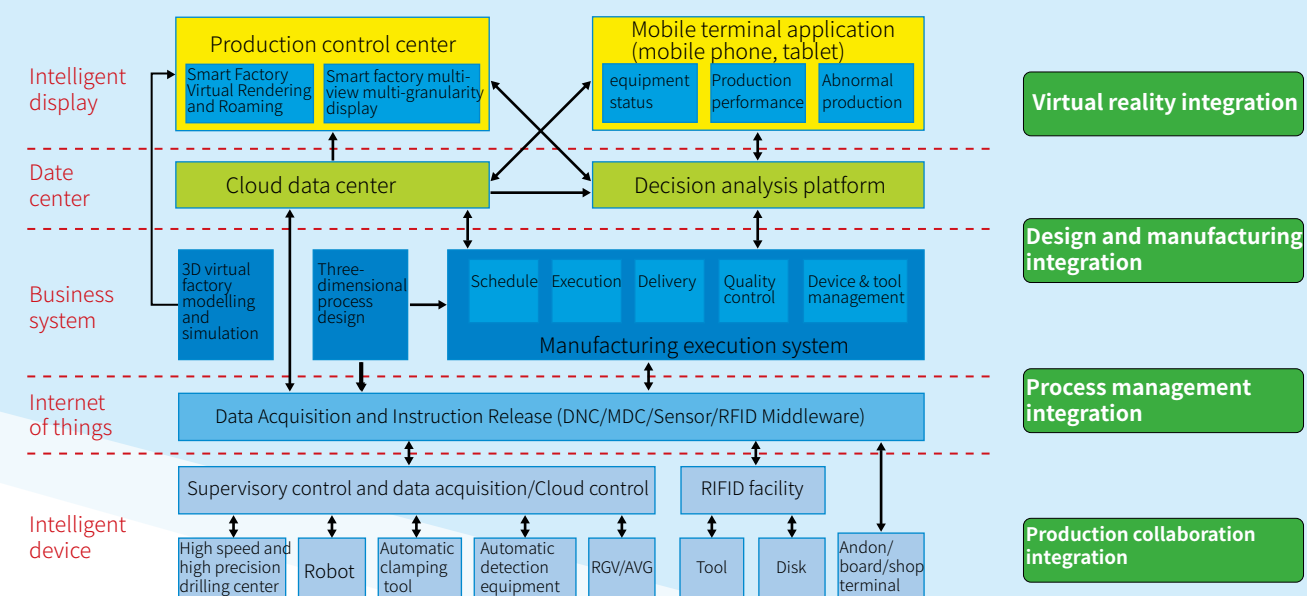 Production control center
Smart Factory
Virtual Rendering
and Roaming
Smart factory multi-
view multi-granularity
display
Mobile terminal application
(mobile phone, tablet)
equipment
status
Production
performance
Abnormal
production
Intelligent
display
Virtual reality integration
Date
center
Cloud data center
Decision analysis platform
Design and manufacturing
integration
Business
system
3D virtual
factory
modelling
and
simulation
Three-
dimensional
process
design
Schedule
Execution
Delivery
Quality
control
Device & tool
management
Manufacturing execution system
Process management
integration
Internet
of things
Data Acquisition and Instruction Release (DNC/MDC/Sensor/RFID Middleware)
Supervisory control and data acquisition/Cloud control
RIFID facility
Intelligent
device
High speed and
high precision
drilling center
Robot
Automatic
clamping
tool
Automatic
detection
equipment
RGV/AVG
Tool
Disk
Andon/
board/shop
terminal
Production collaboration
integration